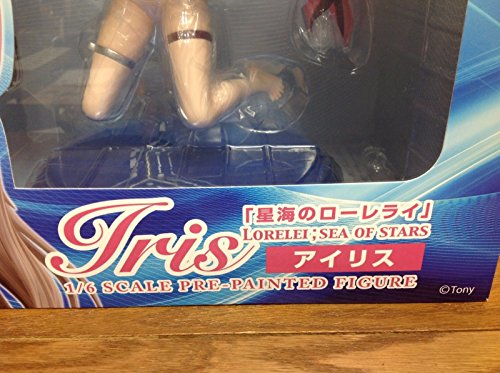 Iris
「星海のローレライ」
LORELEI;SEA OF STARS
アイリス
1/6 SCALE PRE-PAINTED FIGURE
©Tony